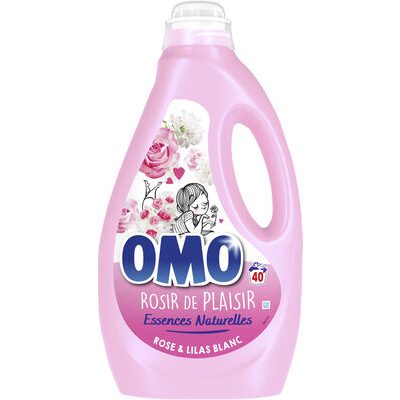 OMO
40
ROSIR DE PLAISIR
Essences Naturelles
ROSE & LILAS BLANC